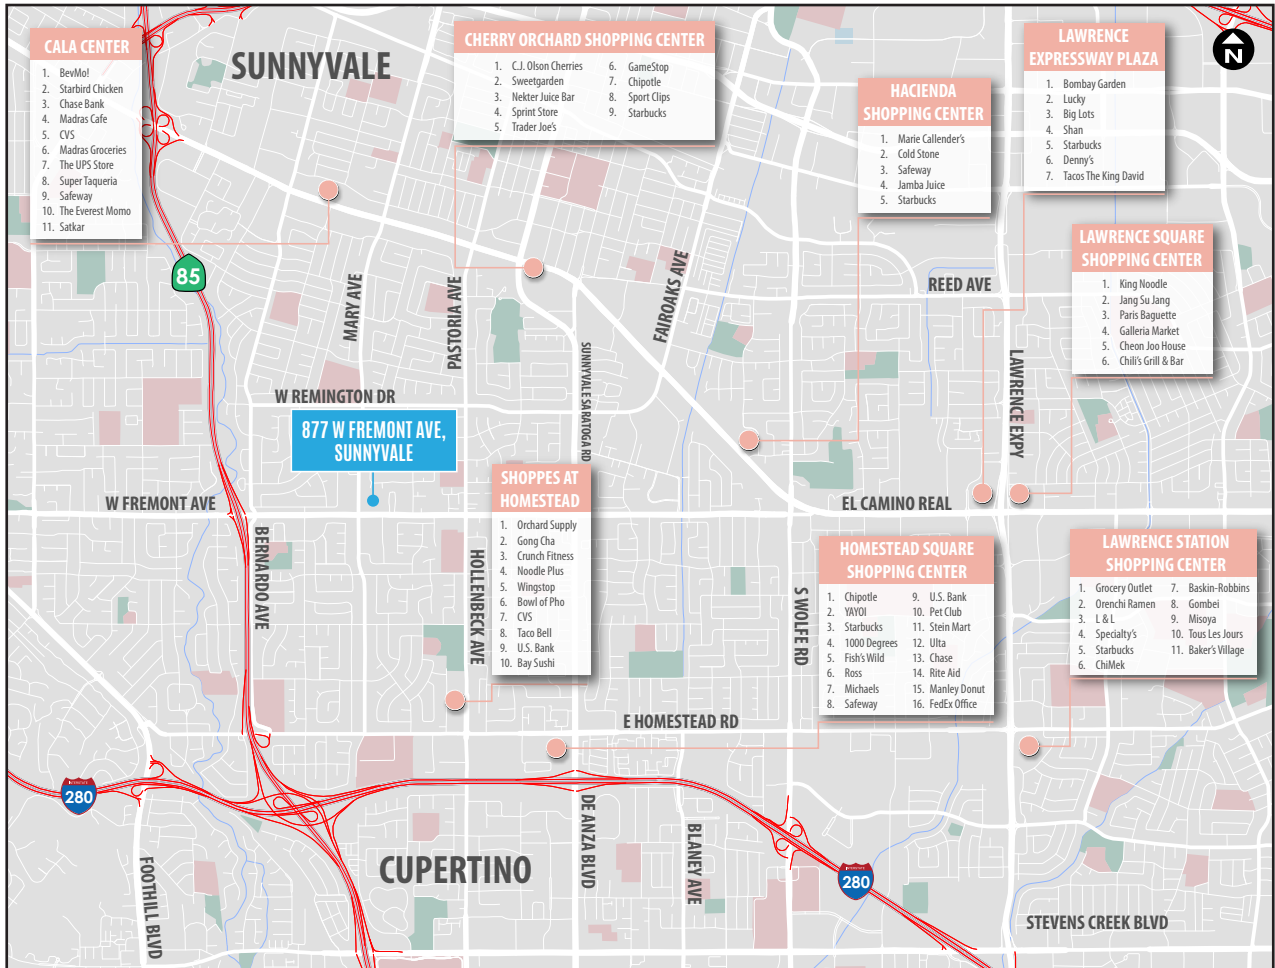 CALA CENTER
1. BevMo!
2. Starbird Chicken
3. Chase Bank
4. Madras Cafe
5. CVS
6. Madras Groceries
7. The UPS Store
8. Super Taqueria
9. Safeway
10. The Everest Momo
11. Satkar
SUNNYVALE
CHERRY ORCHARD SHOPPING CENTER
1. C.J. Olson Cherries
2. Sweetgarden
3. Nekter Juice Bar
4. Sprint Store
5. Trader Joe's
6. GameStop
7. Chipotle
8. Sport Clips
9. Starbucks
HACIENDA
SHOPPING CENTER
1. Marie Callender's
2. Cold Stone
3. Safeway
4. Jamba Juice
5. Starbucks
LAWRENCE
EXPRESSWAY PLAZA
1. Bombay Garden
2. Lucky
3. Big Lots
4. Shan
5. Starbucks
6. Denny's
7. Tacos The King David
N
LAWRENCE SQUARE
SHOPPING CENTER
1. King Noodle
2. Jang Su Jang
3. Paris Baguette
4. Galleria Market
5. Cheon Joo House
6. Chili's Grill & Bar
85
MARY AVE
PASTORIA AVE
FAIROAKS AVE
REED AVE
SUNNYVALE SARATOGA RD
LAWRENCE EXPY
W REMINGTON DR
877 W FREMONT AVE,
SUNNYVALE
W FREMONT AVE
EL CAMINO REAL
SHOPPES AT
HOMESTEAD
1. Orchard Supply
2. Gong Cha
3. Crunch Fitness
4. Noodle Plus
5. Wingstop
6. Bowl of Pho
7. CVS
8. Taco Bell
9. U.S. Bank
10. Bay Sushi
BERNARDO AVE
HOLLENBECK AVE
S WOLFE RD
HOMESTEAD SQUARE
SHOPPING CENTER
1. Chipotle
2. YAYOI
3. Starbucks
4. 1000 Degrees
5. Fish's Wild
6. Ross
7. Michaels
8. Safeway
9. U.S. Bank
10. Pet Club
11. Stein Mart
12. Ulta
13. Chase
14. Rite Aid
15. Manley Donut
16. FedEx Office
LAWRENCE STATION
SHOPPING CENTER
1. Grocery Outlet
2. Orenchi Ramen
3. L & L
4. Specialty's
5. Starbucks
6. ChiMek
7. Baskin-Robbins
8. Gombei
9. Misoya
10. Tous Les Jours
11. Baker's Village
E HOMESTEAD RD
280
FOOTHILL BLVD
CUPERTINO
DE ANZA BLVD
BLANEY AVE
280
STEVENS CREEK BLVD